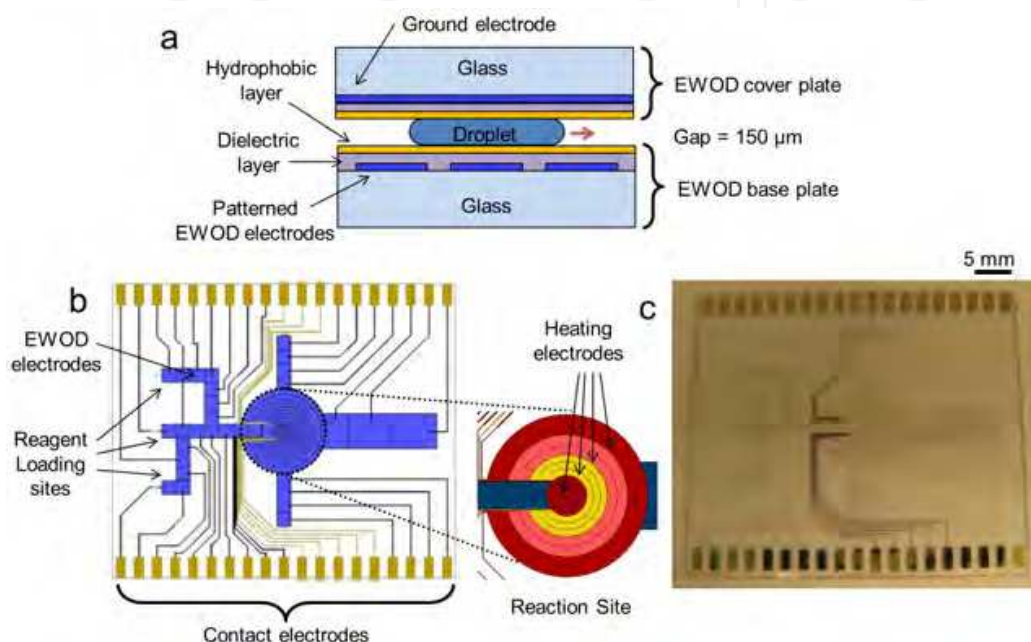 a
Ground electrode
Glass
Hydrophobic
layer
EWOD cover plate
Droplet
Gap = 150 µm
Dielectric
layer
EWOD base plate
Patterned
EWOD electrodes
Glass
5 mm
b
c
EWOD
electrodes
Heating
electrodes
Reagent
Loading
sites
Reaction Site
Contact electrodes